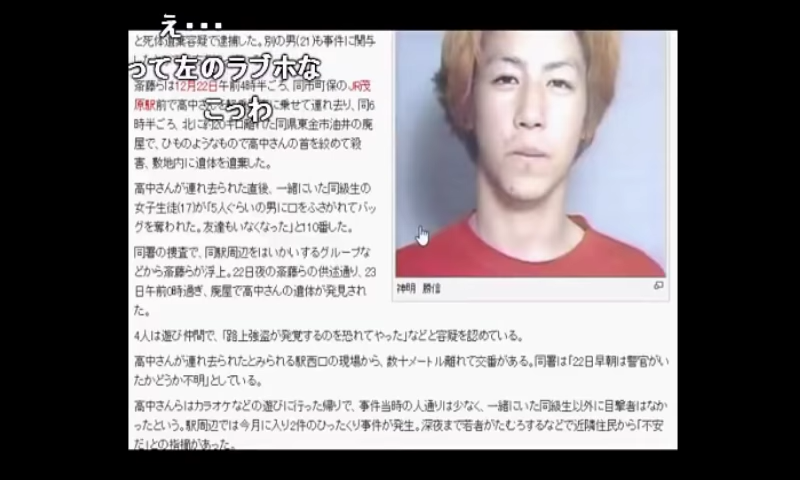 え・・・
と死体遺棄容疑で逮捕した。別の男(21)も事件に関与
って左のラブホな
斎藤らは12月22日午前4時半ごろ、同市町保のJR茂
原駅前で高中さんを
に乗せて連れ去り、同6
こっわ
時半ごろ、北に約20キロ離れた同県東金市油井の廃
屋で、ひものようなもので高中さんの首を絞めて殺
害、敷地内に遺体を遺棄した。
高中さんが連れ去られた直後、一緒にいた同級生の
女子生徒(17)が「5人ぐらいの男に口をふさがれてバッ
グを奪われた。友達もいなくなった」と110番した。
同署の捜査で、同駅周辺をはいかいするグループな
どから斎藤らが浮上。22日夜の斎藤らの供述通り、23
日午前0時過ぎ、廃屋で高中さんの遺体が発見され
た。
神明 勝信
4人は遊び仲間で、「路上強盗が発覚するのを恐れてやった」などと容疑を認めている。
高中さんが連れ去られたとみられる駅西口の現場から、数十メートル離れて交番がある。同署は「22日早朝は警官がい
たかどうか不明」としている。
高中さんらはカラオケなどの遊びに行った帰りで、事件当時の人通りは少なく、一緒にいた同級生以外に目撃者はなか
ったという。駅周辺では今月に入り2件のひったくり事件が発生。深夜まで若者がたむろするなどで近隣住民から「不安
だ」との指摘があった。